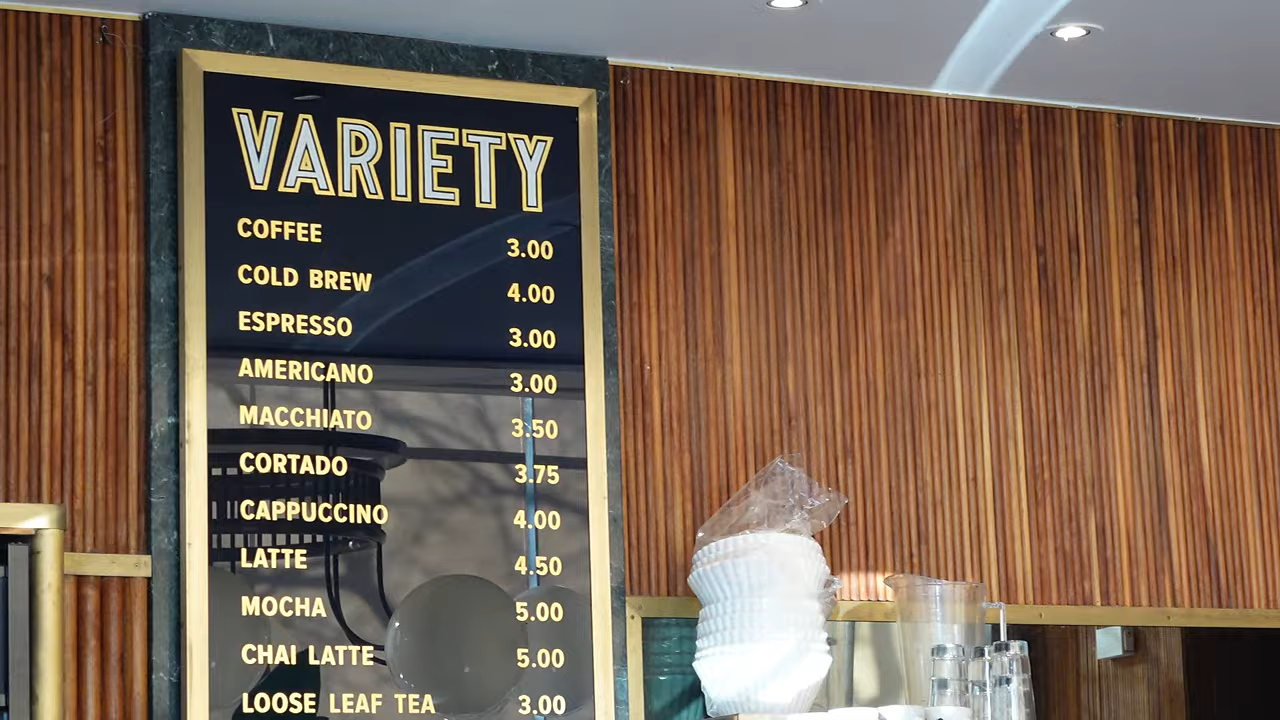 VARIETY
COFFEE 3.00
COLD BREW 4.00
ESPRESSO 3.00
AMERICANO 3.00
MACCHIATO 3.50
CORTADO 3.75
CAPPUCCINO 4.00
LATTE 4.50
MOCHA 5.00
CHAI LATTE 5.00
LOOSE LEAF TEA 3.00